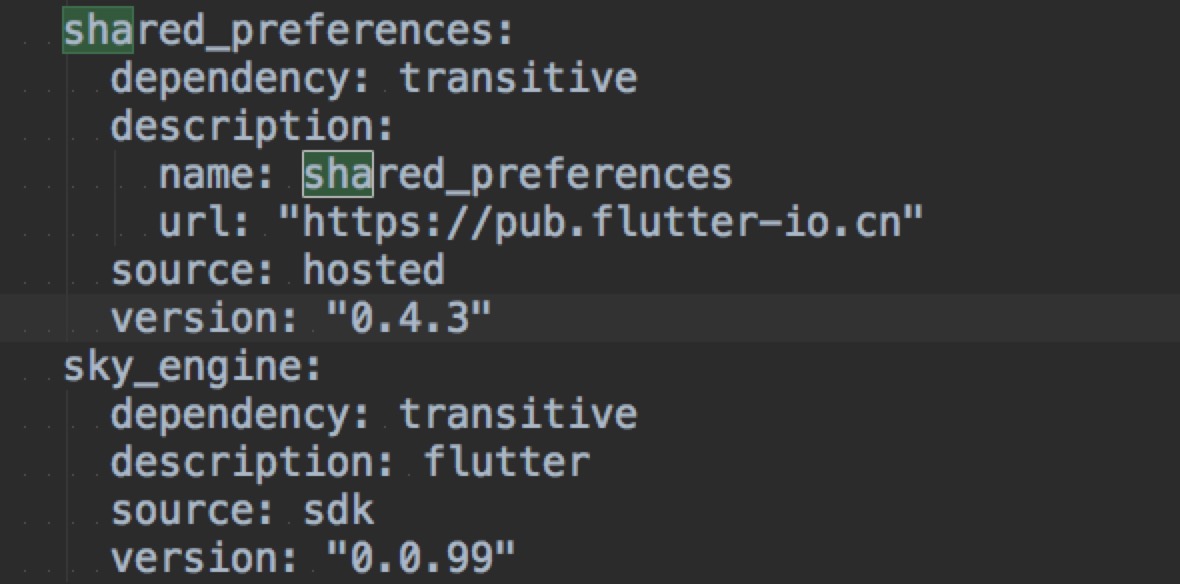 shared_preferences:
dependency: transitive
description:
name: shared_preferences
url: "https://pub.flutter-io.cn"
source: hosted
version: "0.4.3"
sky_engine:
dependency: transitive
description: flutter
source: sdk
version: "0.0.99"